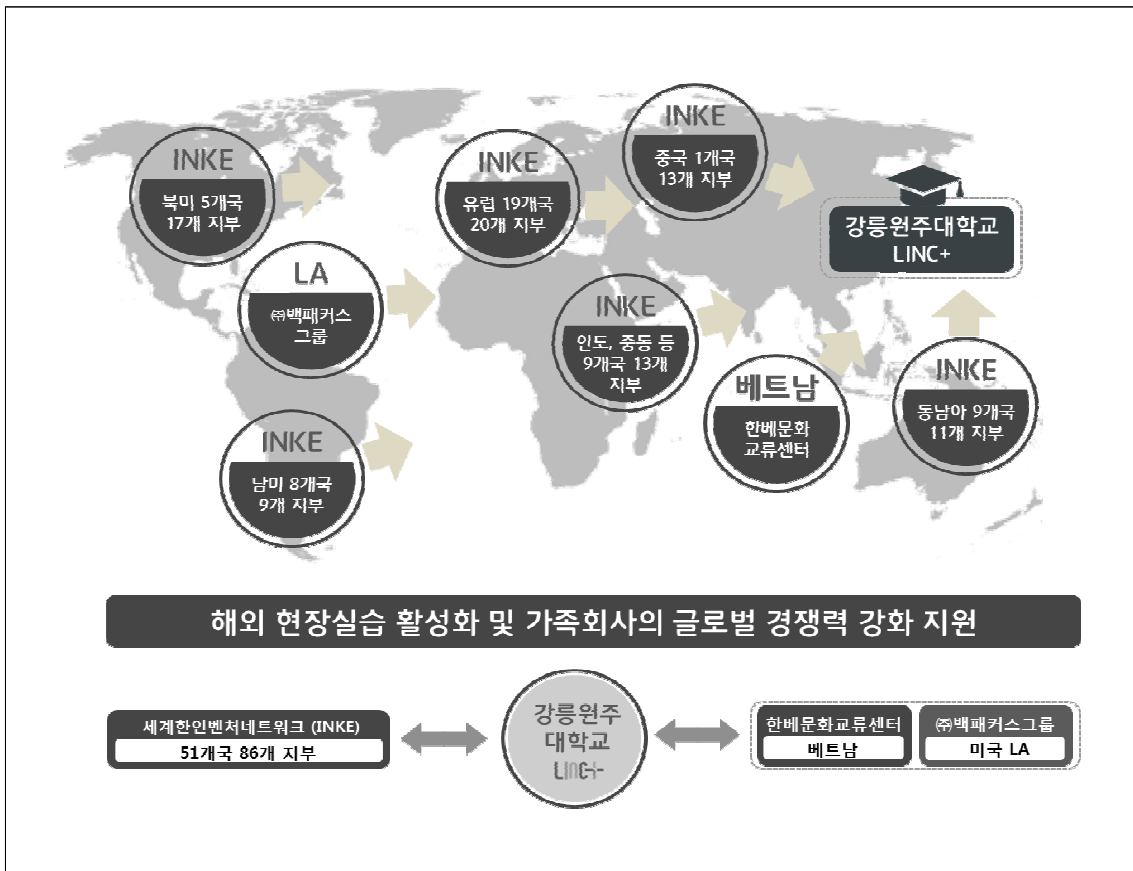 INKE
북미 5개국
17개 지부
LA
㈜백패커스
그룹
INKE
남미 8개국
9개 지부
INKE
유럽 19개국
20개 지부
INKE
중국 1개국
13개 지부
INKE
인도, 중동 등
9개국 13개
지부
베트남
한베문화
교류센터
INKE
동남아 9개국
11개 지부
강릉원주대학교
LINC+
해외 현장실습 활성화 및 가족회사의 글로벌 경쟁력 강화 지원
세계한인벤처네트워크 (INKE)
51개국 86개 지부
강릉원주
대학교
LINC+
한베문화교류센터
베트남
㈜백패커스그룹
미국 LA